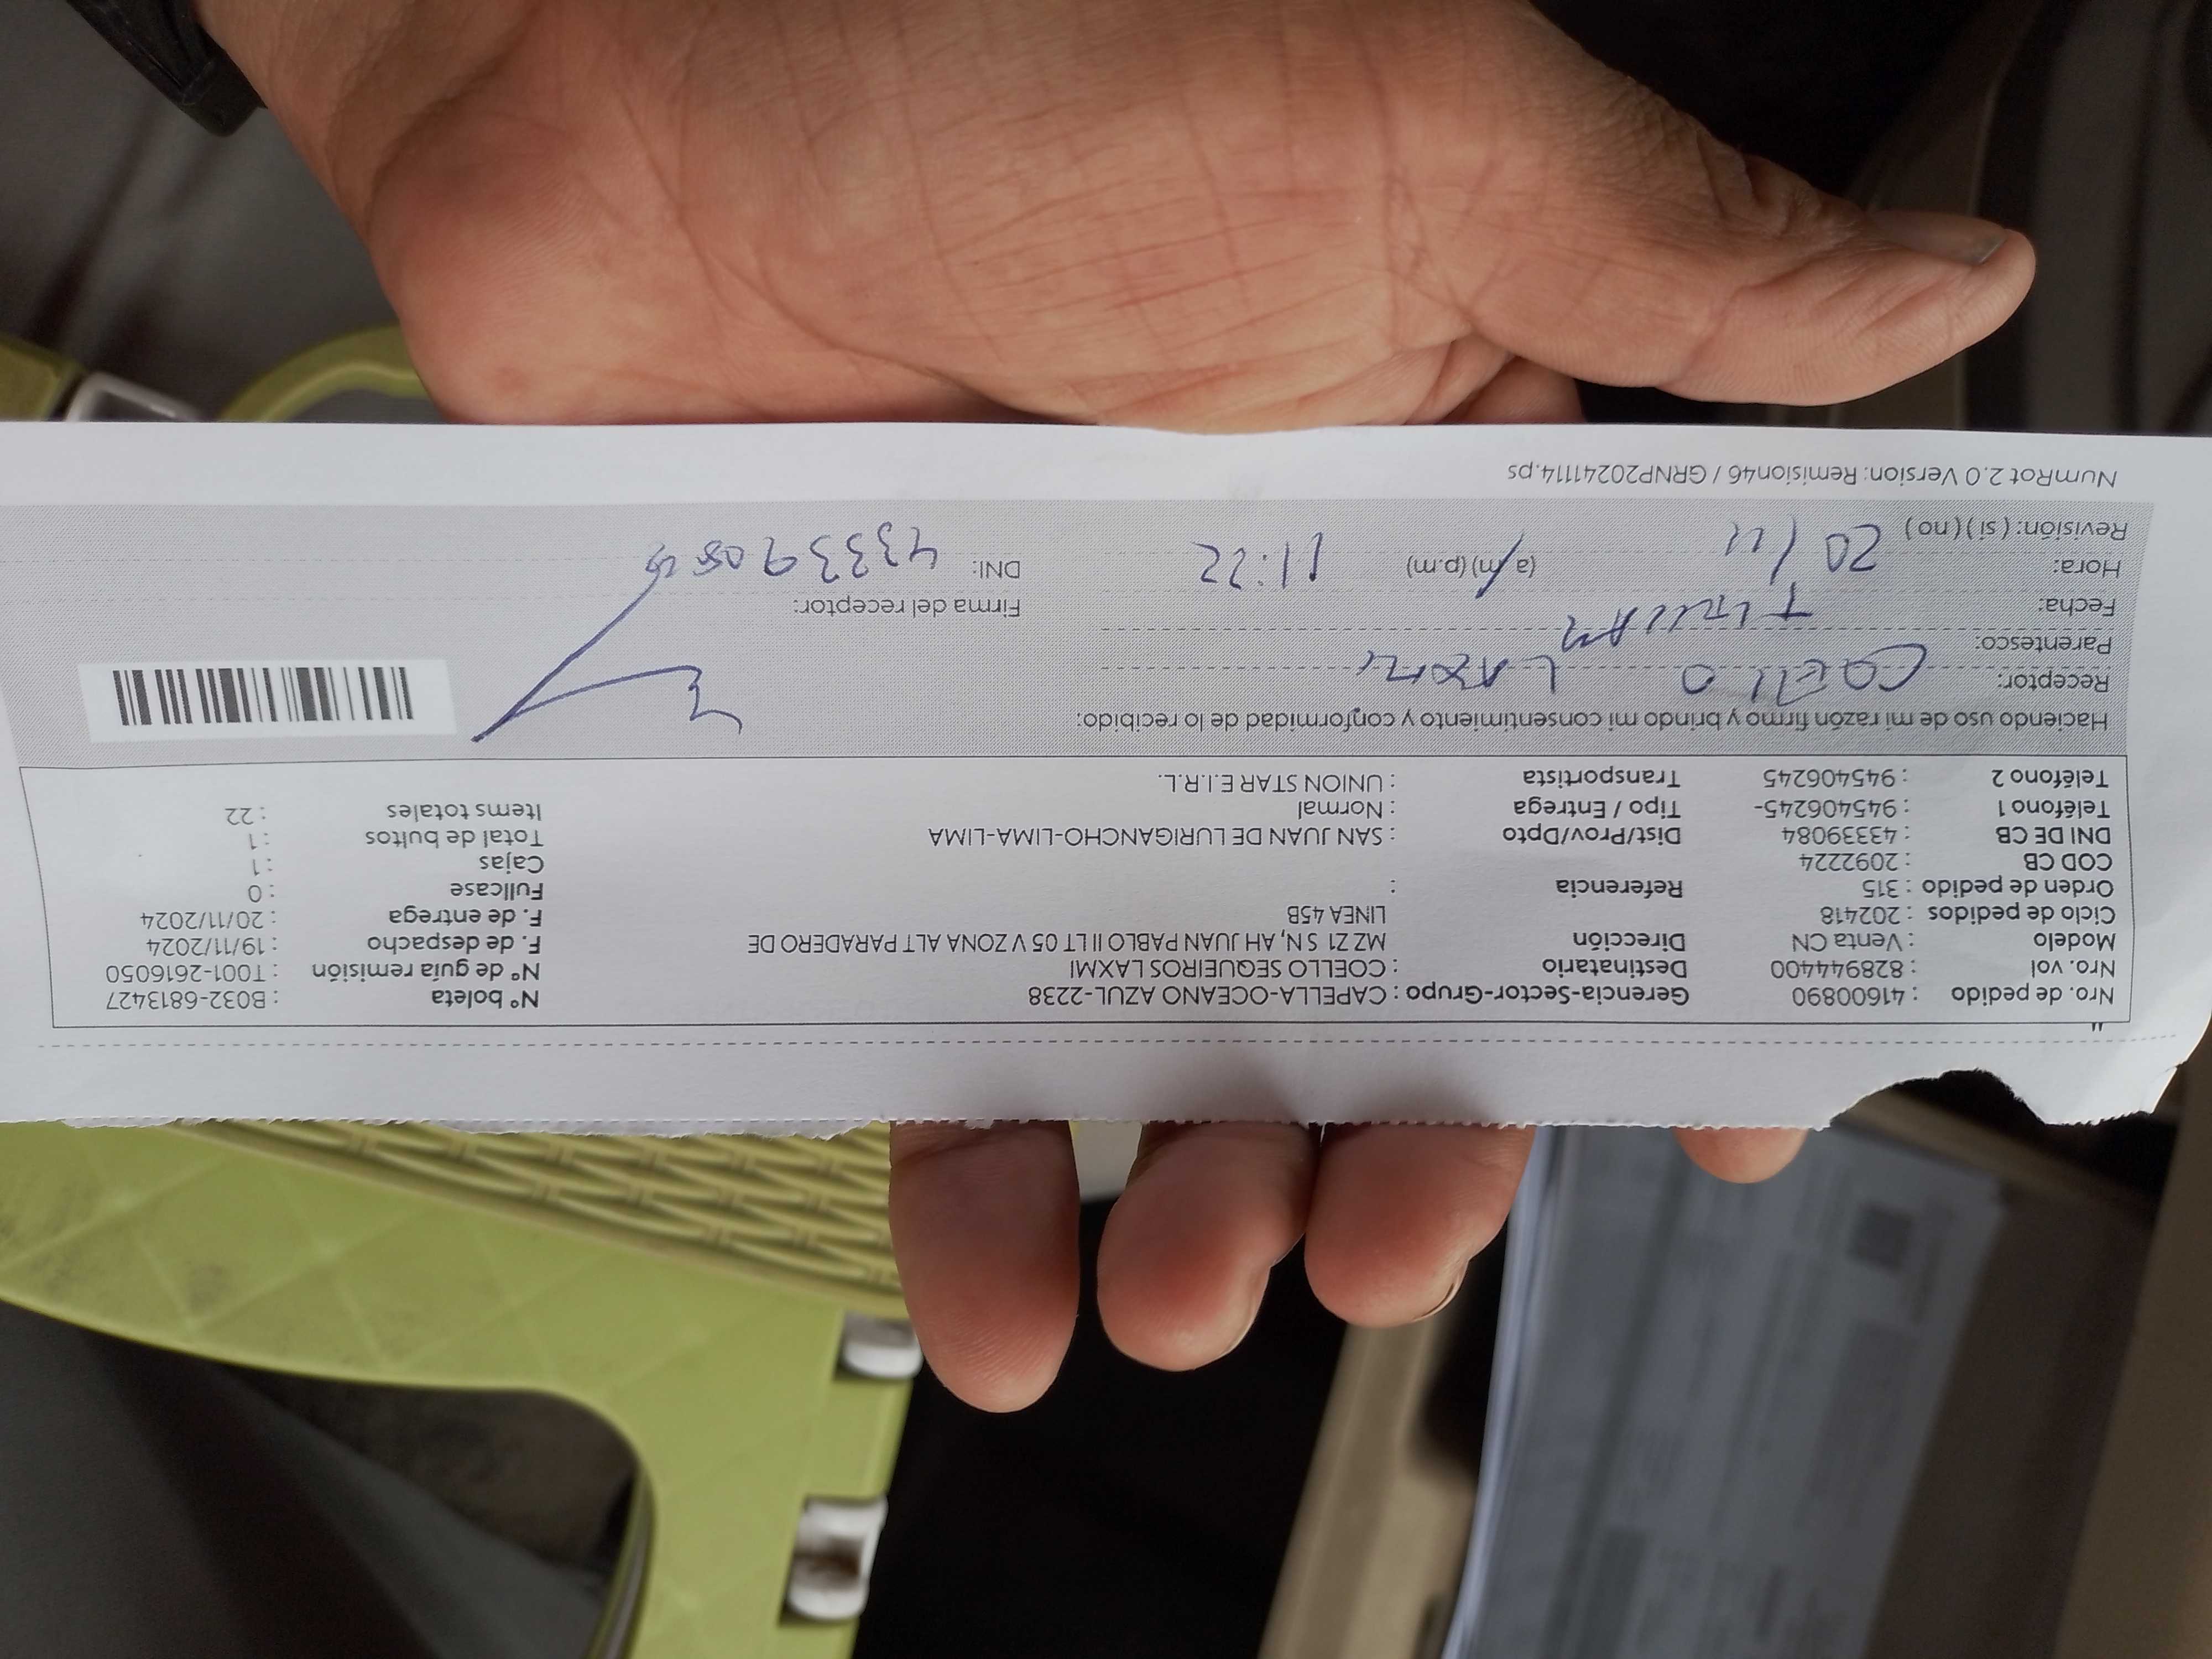 "
Nro. de pedido : 41600890 Gerencia-Sector-Grupo : CAPELLA-OCEANO AZUL-2238 Nº boleta : B032-6813427
Nro. vol : 828944400 Destinatario : COELLO SEQUEIROS LAXMI Nº de guía remisión : T001-2616050
Modelo : Venta CN Dirección MZ Z1 S N, AH JUAN PABLO II LT 05 V ZONA ALT PARADERO DE F. de despacho : 19/11/2024
Ciclo de pedidos : 202418 LINEA 45B F. de entrega : 20/11/2024
Orden de pedido : 315 Referencia : Fullcase : 0
COD CB : 2092224 Cajas : 1
DNI DE CB : 43339084 Dist/Prov/Dpto : SAN JUAN DE LURIGANCHO-LIMA-LIMA Total de bultos : 1
Teléfono 1 : 945406245- Tipo / Entrega : Normal Items totales : 22
Teléfono 2 : 945406245 Transportista : UNION STAR E.I.R.L.
Haciendo uso de mi razón firmo y brindo mi consentimiento y conformidad de lo recibido:
Receptor: COELLO
Parentesco:
Fecha: Firma del receptor:
Hora: 20/11 (a/m) (p.m) 11:22 DNI:
Revisión: ( si ) ( no )
NumRot 2.0 Version: Remision46 / GRNP20241114.ps